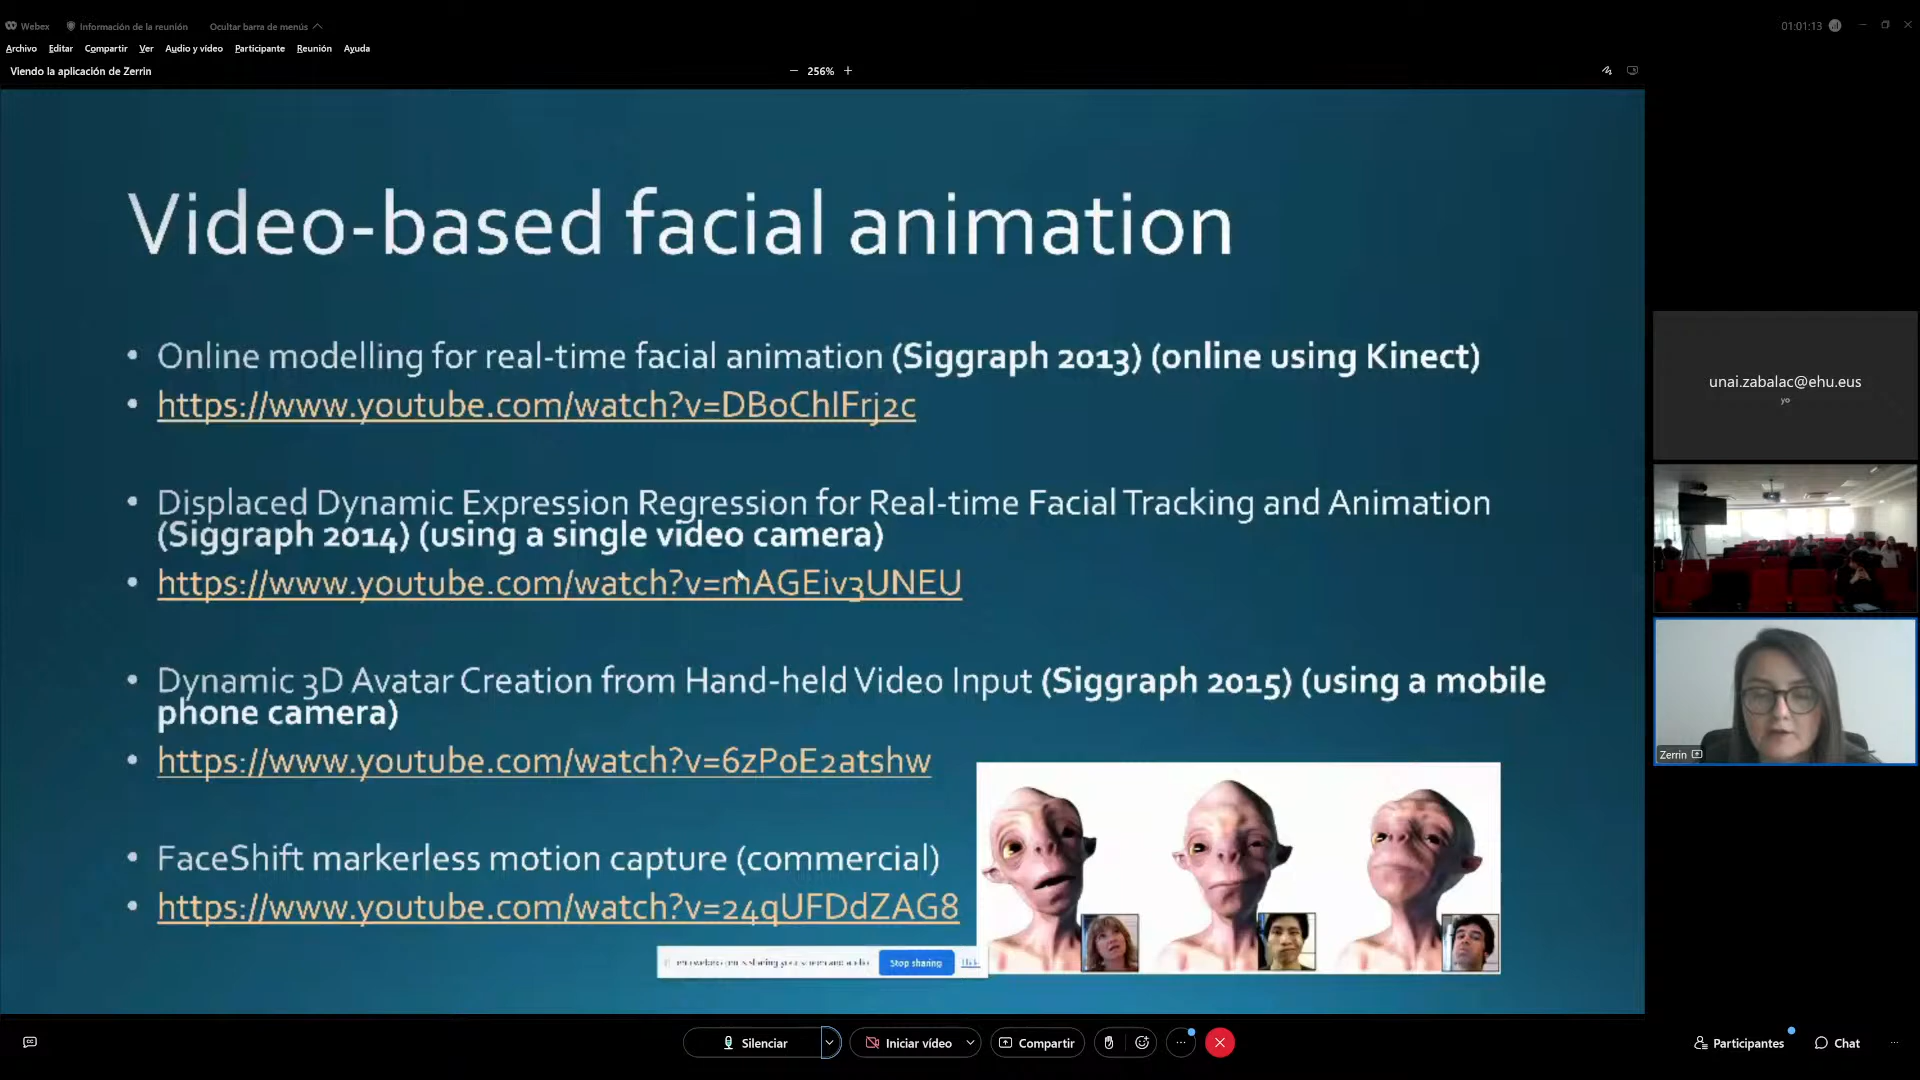 Webex Información de la reunión Ocultar barra de menús 01:01:13
Archivo Editar Compartir Ver Audio y vídeo Participante Reunión Ayuda
Viendo la aplicación de Zerrin 256%
Video-based facial animation
• Online modelling for real-time facial animation (Siggraph 2013) (online using Kinect)
• https://www.youtube.com/watch?v=DBoChIFrj2c
• Displaced Dynamic Expression Regression for Real-time Facial Tracking and Animation
(Siggraph 2014) (using a single video camera)
• https://www.youtube.com/watch?v=mAGEiv3UNEU
• Dynamic 3D Avatar Creation from Hand-held Video Input (Siggraph 2015) (using a mobile
phone camera)
• https://www.youtube.com/watch?v=6zPoE2atshw
• FaceShift markerless motion capture (commercial)
• https://www.youtube.com/watch?v=24qUFDdZAG8
Stop sharing
unai.zabalac@ehu.eus
yo
Zerrin
Silenciar Iniciar vídeo Compartir Participantes Chat